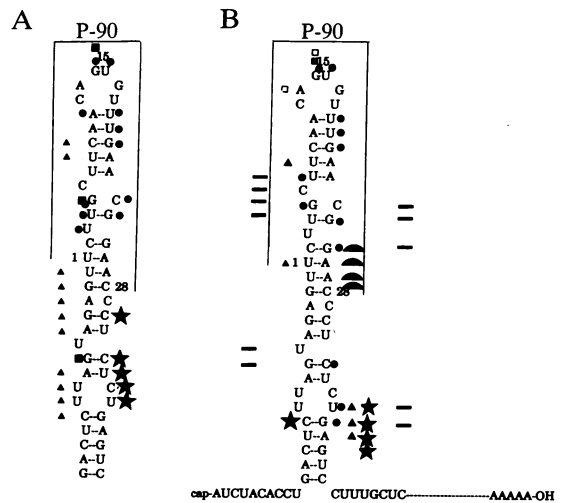 A
P-90
15
GU
A G
C U
A--U
A--U
C--G
U--A
U--A
C
G C
U--G
U
C--G
1 U--A
U--A
G--C 28
A C
G--C
A--U
U
G--C
A--U
U C
U U
C--G
U A
C G
A U
G--C
B
P-90
15
GU
A G
C U
A--U
A--U
C--G
U--A
U--A
C
G C
U--G
U
C--G
1 U--A
U--A
G--C 28
A C
G--C
A--U
U
G--C
A--U
U C
U U
C--G
U A
C G
A U
G C
cap-AUCUACACCU CUUUGCUC-----------------AAAAA-OH